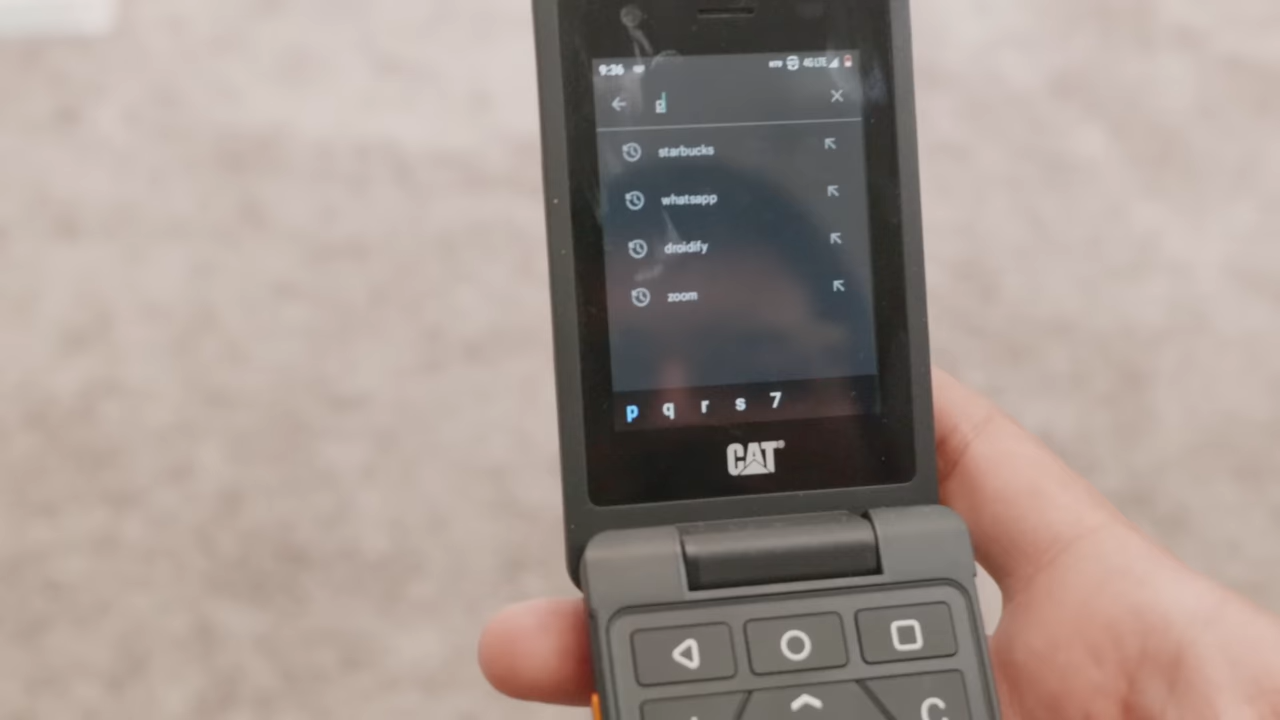 9:36 4G LTE
p
starbucks
whatsapp
droidify
zoom
p q r s 7
CAT
C